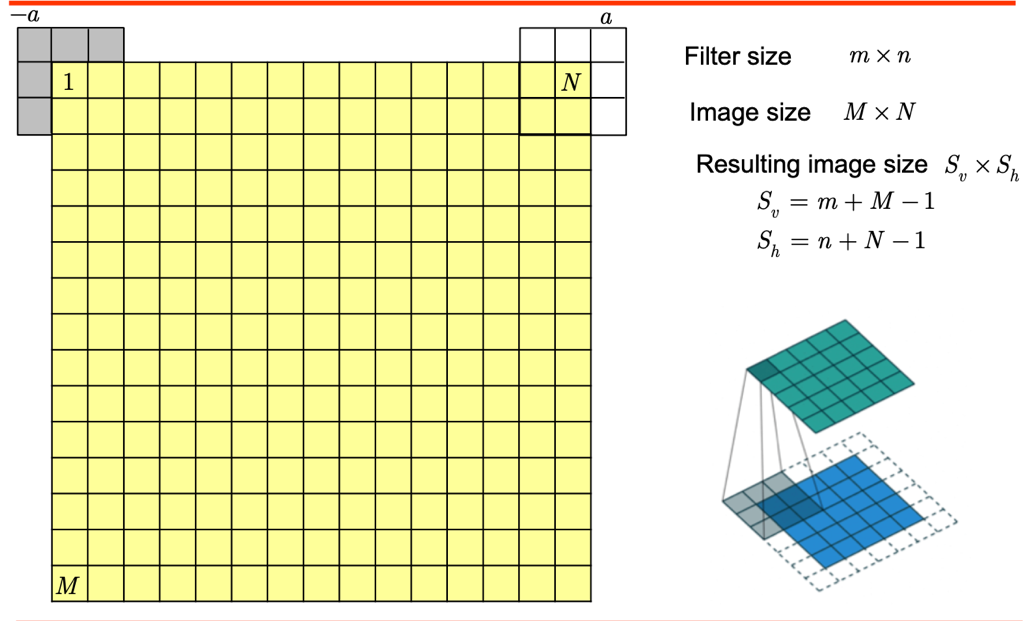 −a
a
1
N
M
Filter size m × n
Image size M × N
Resulting image size S_v × S_h
S_v = m + M − 1
S_h = n + N − 1